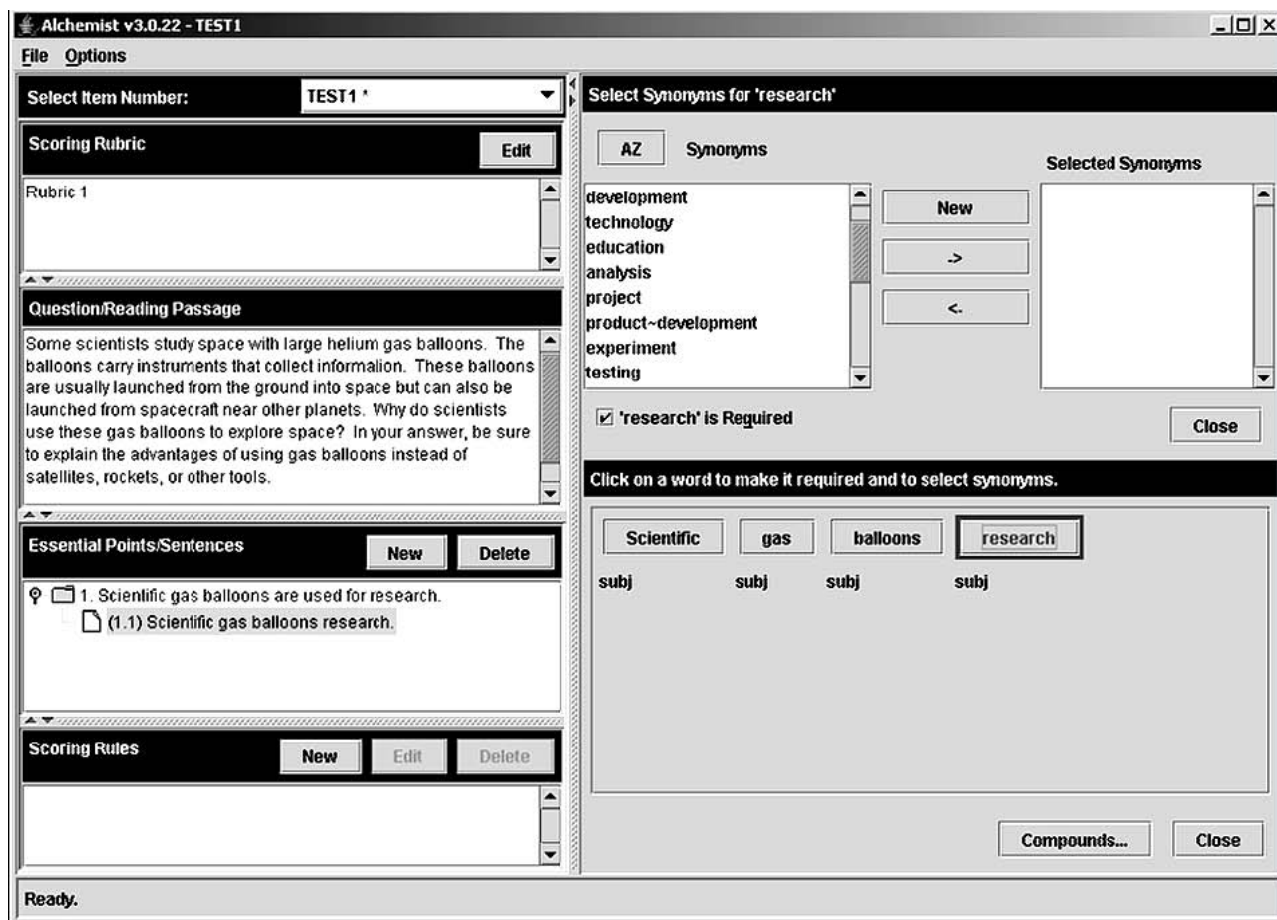 Alchemist v3.0.22 - TEST1
File Options
Select Item Number:
TEST1 *
Scoring Rubric
Edit
Rubric 1
Question/Reading Passage
Some scientists study space with large helium gas balloons. The
balloons carry instruments that collect information. These balloons
are usually launched from the ground into space but can also be
launched from spacecraft near other planets. Why do scientists
use these gas balloons to explore space? In your answer, be sure
to explain the advantages of using gas balloons instead of
satellites, rockets, or other tools.
Essential Points/Sentences
New
Delete
1. Scientific gas balloons are used for research.
(1.1) Scientific gas balloons research.
Scoring Rules
New
Edit
Delete
Select Synonyms for 'research'
AZ
Synonyms
Selected Synonyms
development
technology
education
analysis
project
product~development
experiment
testing
New
->
<-
'research' is Required
Close
Click on a word to make it required and to select synonyms.
Scientific gas balloons research
subj subj subj subj
Compounds...
Close
Ready.